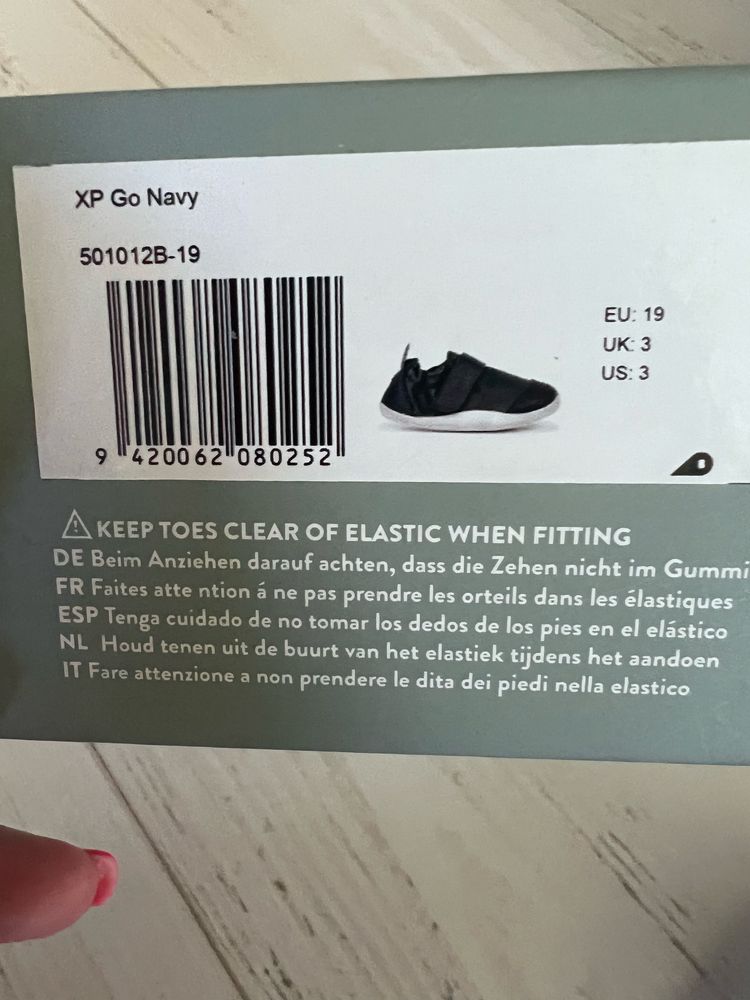 XP Go Navy
501012B-19
9 420062 080252
EU: 19
UK: 3
US: 3
KEEP TOES CLEAR OF ELASTIC WHEN FITTING
DE Beim Anziehen darauf achten, dass die Zehen nicht im Gummi
FR Faites atte ntion á ne pas prendre les orteils dans les élastiques
ESP Tenga cuidado de no tomar los dedos de los pies en el elástico
NL Houd tenen uit de buurt van het elastiek tijdens het aandoen
IT Fare attenzione a non prendere le dita dei piedi nella elastico